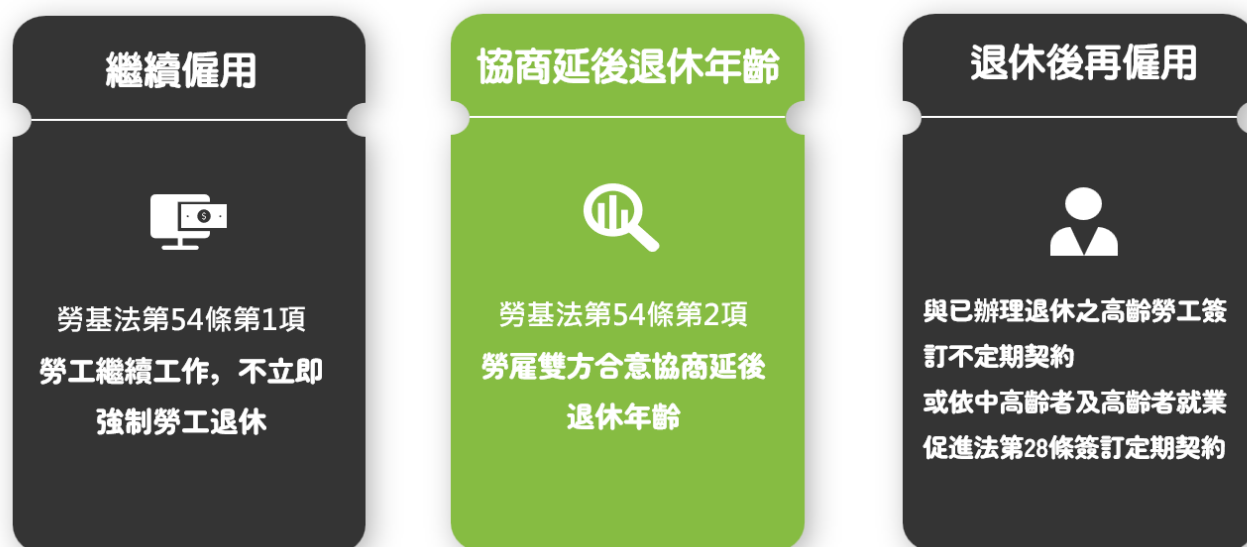 繼續僱用
勞基法第54條第1項
勞工繼續工作，不立即
強制勞工退休
協商延後退休年齡
勞基法第54條第2項
勞雇雙方合意協商延後
退休年齡
退休後再僱用
與已辦理退休之高齡勞工簽
訂不定期契約
或依中高齡者及高齡者就業
促進法第28條簽訂定期契約